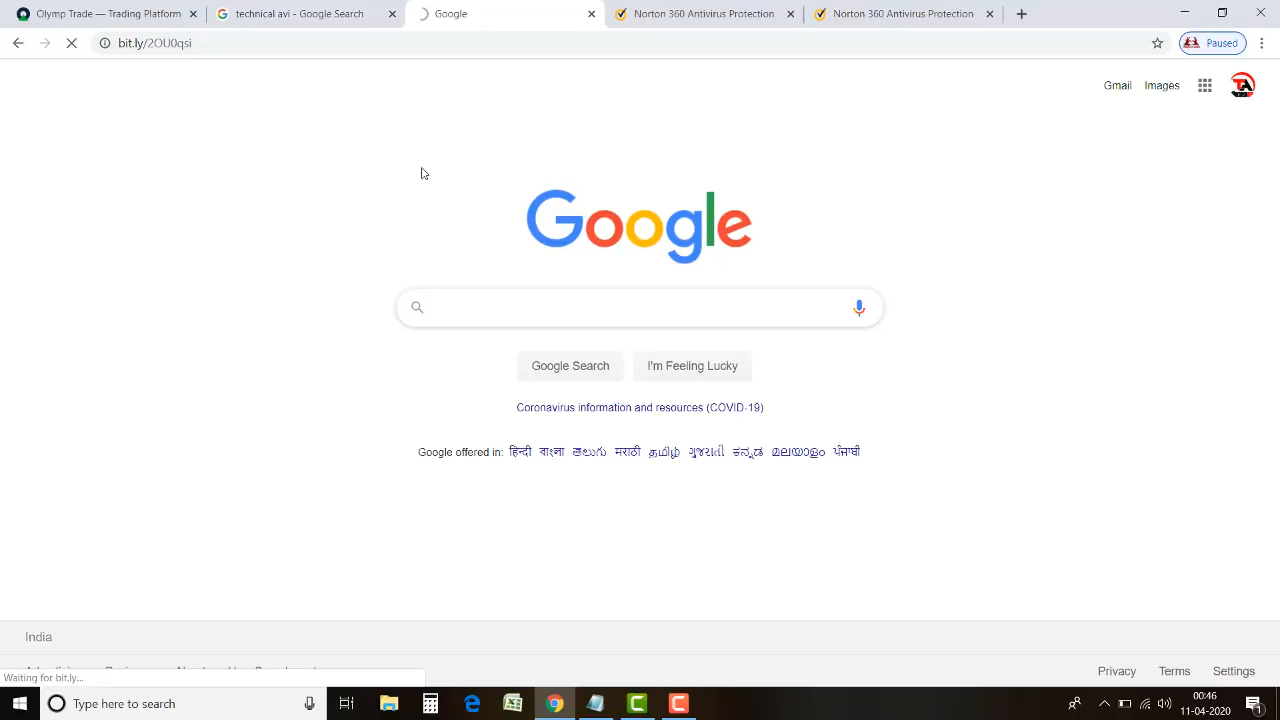 Olymp Trade — Trading Platform
technical avi - Google Search
Google
Norton 360 Antivirus Protection
Norton 360 Antivirus Protection
bit.ly/2OU0qsi
Paused
Gmail Images
TA
Google
Google Search I'm Feeling Lucky
Coronavirus information and resources (COVID-19)
Google offered in: हिन्दी বাংলা తెలుగు मराठी தமிழ் ગુજરાતી ಕನ್ನಡ മലയാളം ਪੰਜਾਬੀ
India
Privacy Terms Settings
Waiting for bit.ly...
Type here to search
00:46
11-04-2020
1